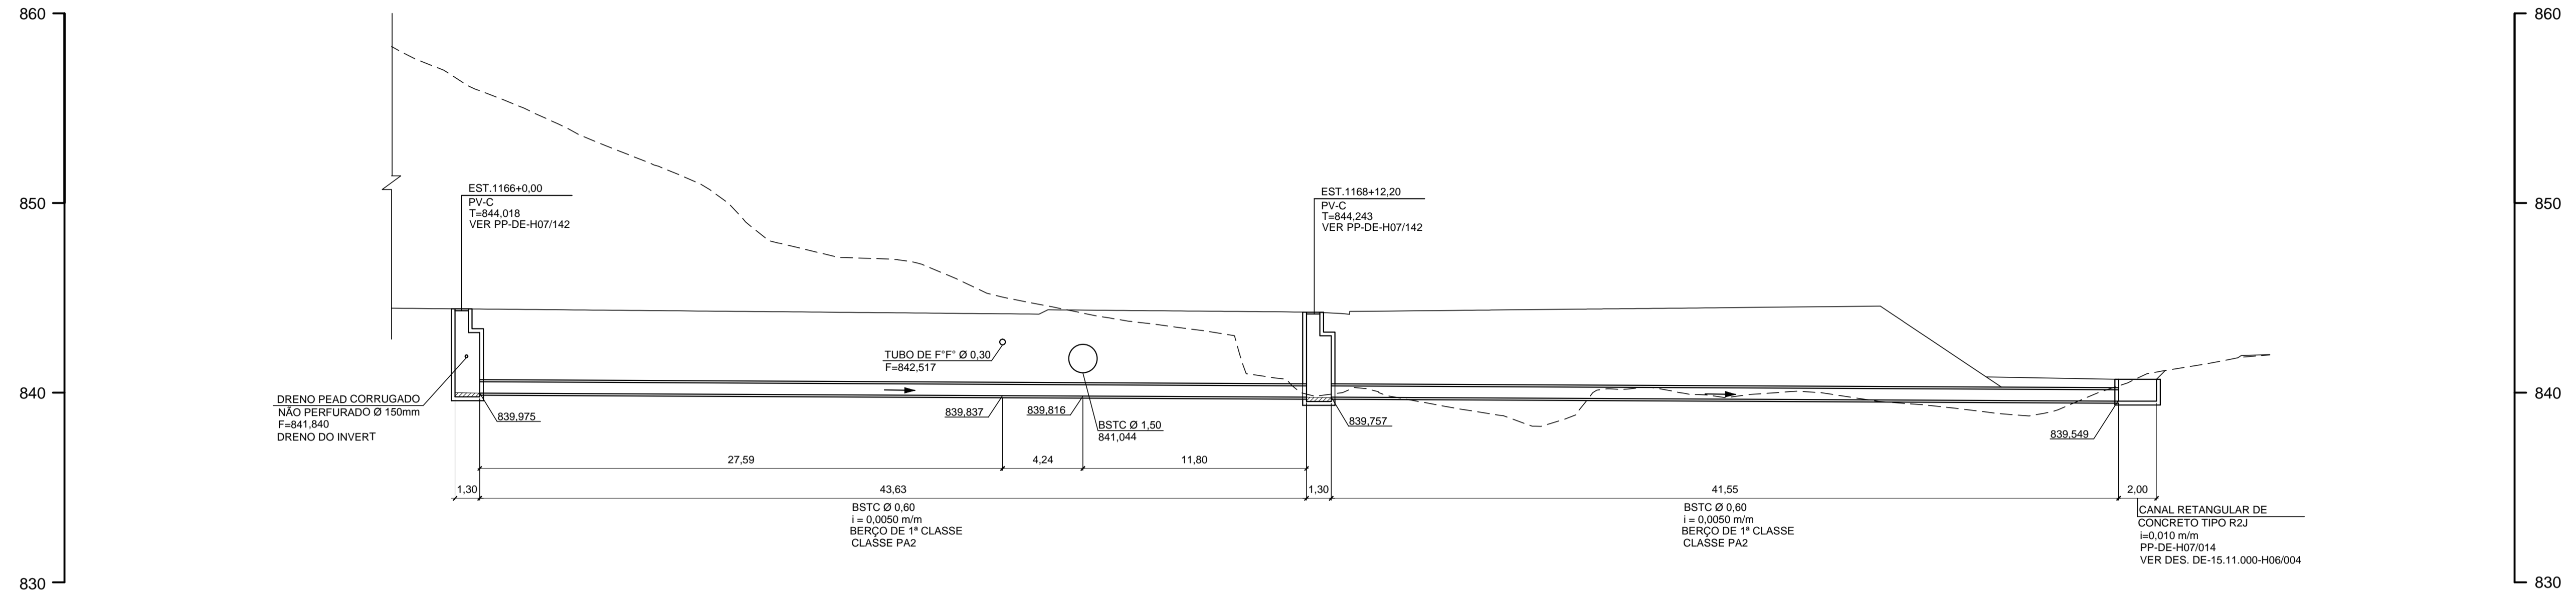 860
860
850
850
840
840
830
830
EST.1166+0,00
PV-C
T=844,018
VER PP-DE-H07/142
EST.1168+12,20
PV-C
T=844,243
VER PP-DE-H07/142
TUBO DE F°F° Ø 0,30
F=842,517
DRENO PEAD CORRUGADO
NÃO PERFURADO Ø 150mm
F=841,840
DRENO DO INVERT
839,975
839,837
839,816
BSTC Ø 1,50
841,044
839,757
839,549
27,59
4,24
11,80
1,30
43,63
1,30
41,55
2,00
BSTC Ø 0,60
i = 0,0050 m/m
BERÇO DE 1ª CLASSE
CLASSE PA2
BSTC Ø 0,60
i = 0,0050 m/m
BERÇO DE 1ª CLASSE
CLASSE PA2
CANAL RETANGULAR DE
CONCRETO TIPO R2J
i=0,010 m/m
PP-DE-H07/014
VER DES. DE-15.11.000-H06/004